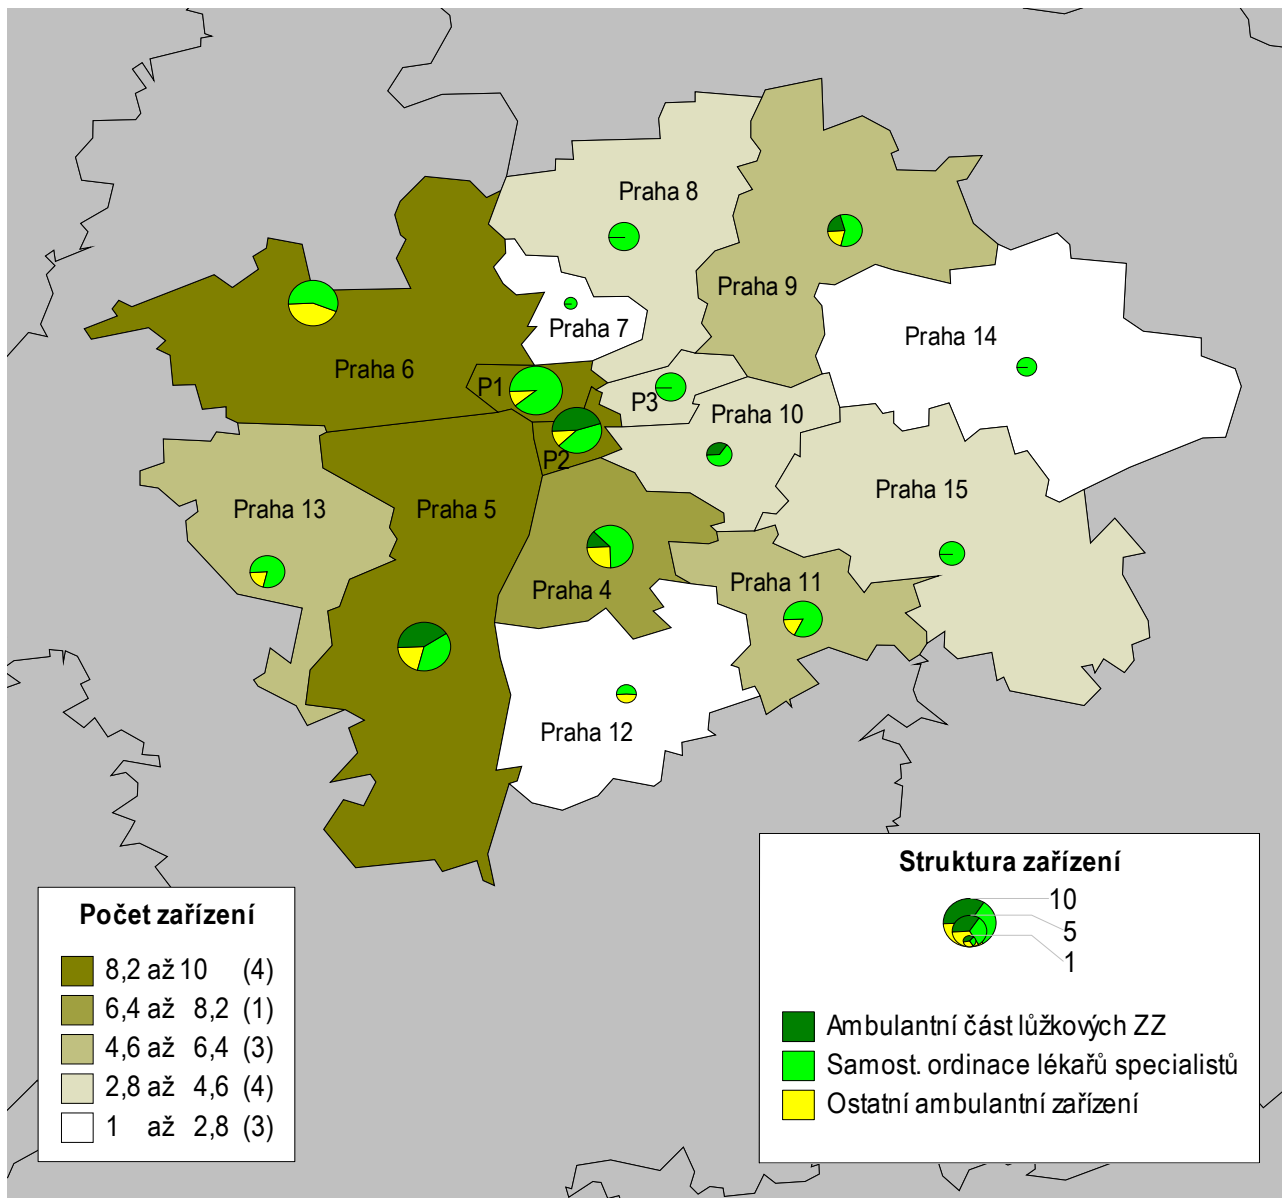 Praha 8
Praha 9
Praha 7
Praha 14
Praha 6
P1
P3
Praha 10
P2
Praha 15
Praha 13
Praha 5
Praha 11
Praha 4
Praha 12
Struktura zařízení
10
5
1
Ambulantní část lůžkových ZZ
Samost. ordinace lékařů specialistů
Ostatní ambulantní zařízení
Počet zařízení
8,2 až 10 (4)
6,4 až 8,2 (1)
4,6 až 6,4 (3)
2,8 až 4,6 (4)
1 až 2,8 (3)